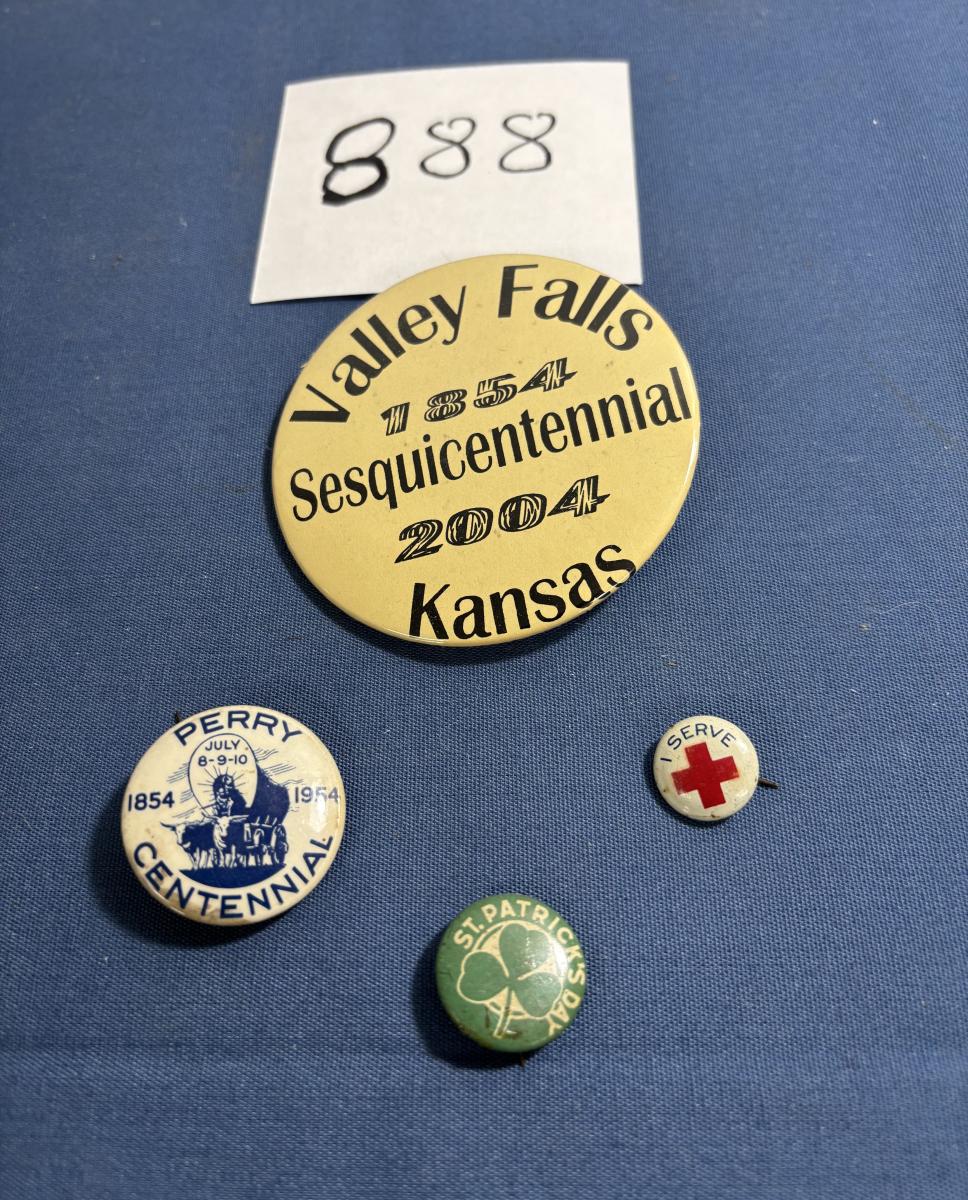 888
Valley Falls
1854
Sesquicentennial
2004
Kansas
PERRY
JULY
8-9-10
1854 1954
CENTENNIAL
I SERVE
ST. PATRICK'S DAY